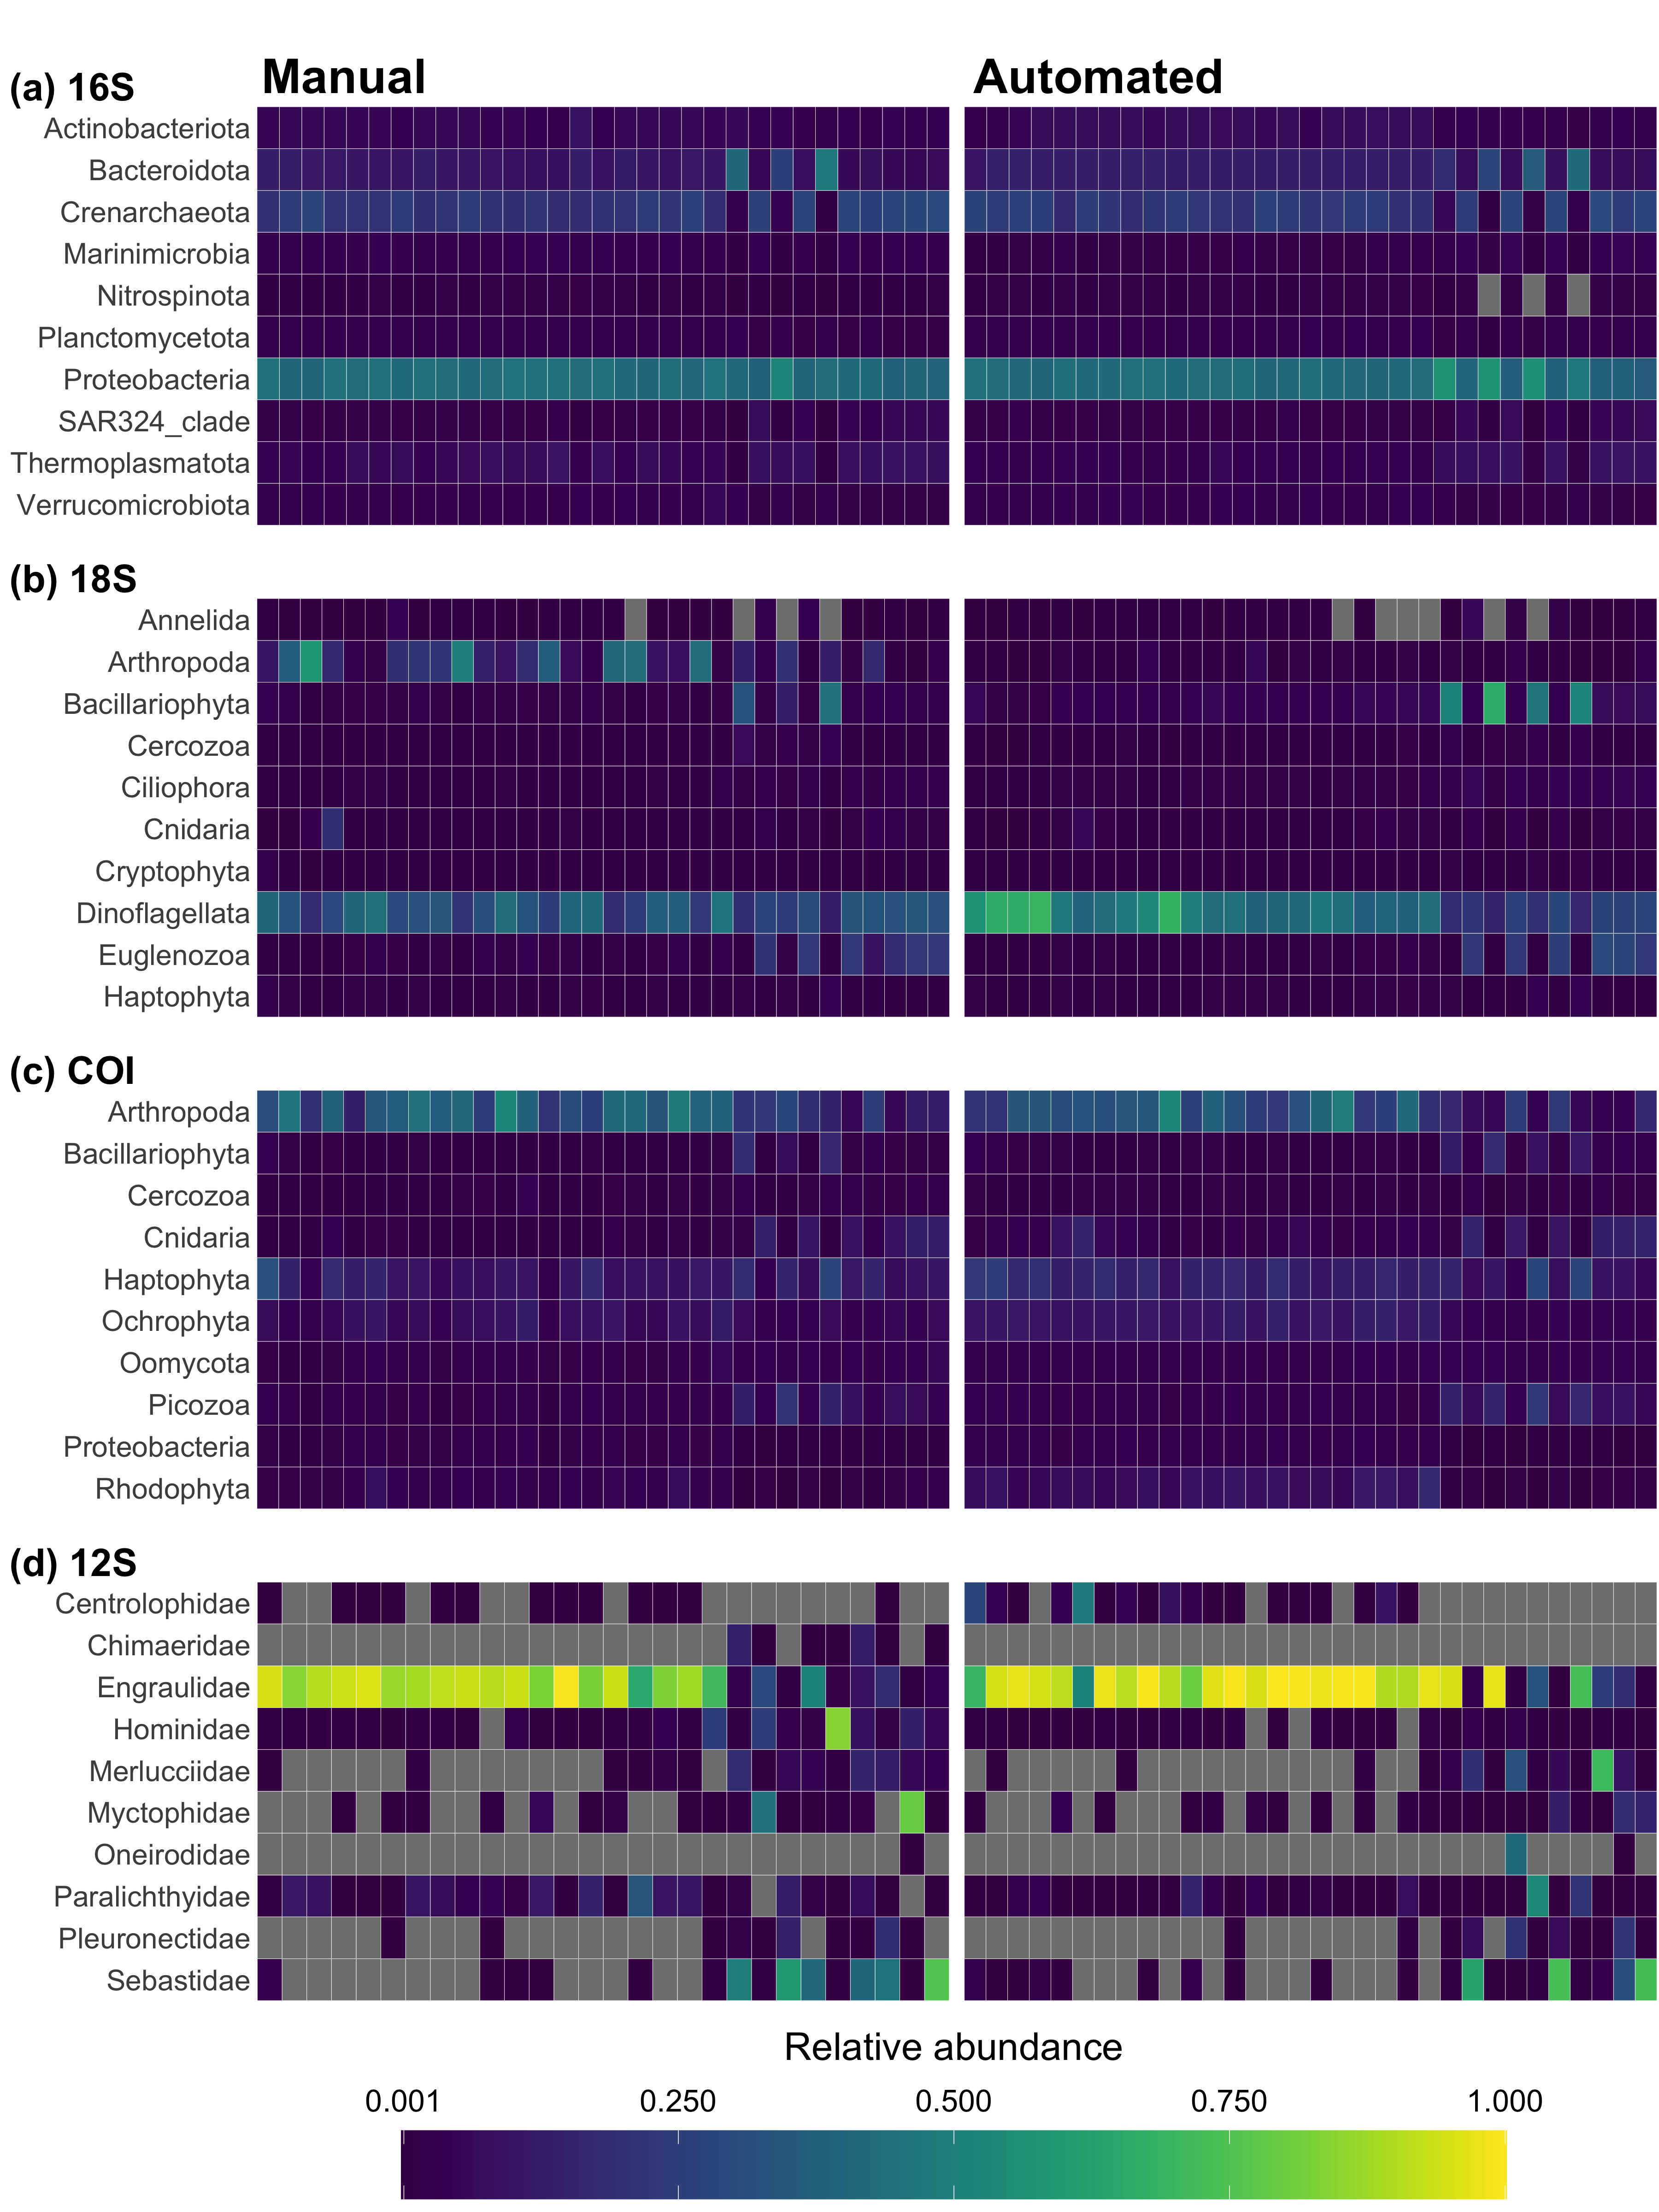 Manual Automated
(a) 16S
Actinobacteriota
Bacteroidota
Crenarchaeota
Marinimicrobia
Nitrospinota
Planctomycetota
Proteobacteria
SAR324_clade
Thermoplasmatota
Verrucomicrobiota
(b) 18S
Annelida
Arthropoda
Bacillariophyta
Cercozoa
Ciliophora
Cnidaria
Cryptophyta
Dinoflagellata
Euglenozoa
Haptophyta
(c) COI
Arthropoda
Bacillariophyta
Cercozoa
Cnidaria
Haptophyta
Ochrophyta
Oomycota
Picozoa
Proteobacteria
Rhodophyta
(d) 12S
Centrolophidae
Chimaeridae
Engraulidae
Hominidae
Merlucciidae
Myctophidae
Oneirodidae
Paralichthyidae
Pleuronectidae
Sebastidae
Relative abundance
0.001 0.250 0.500 0.750 1.000